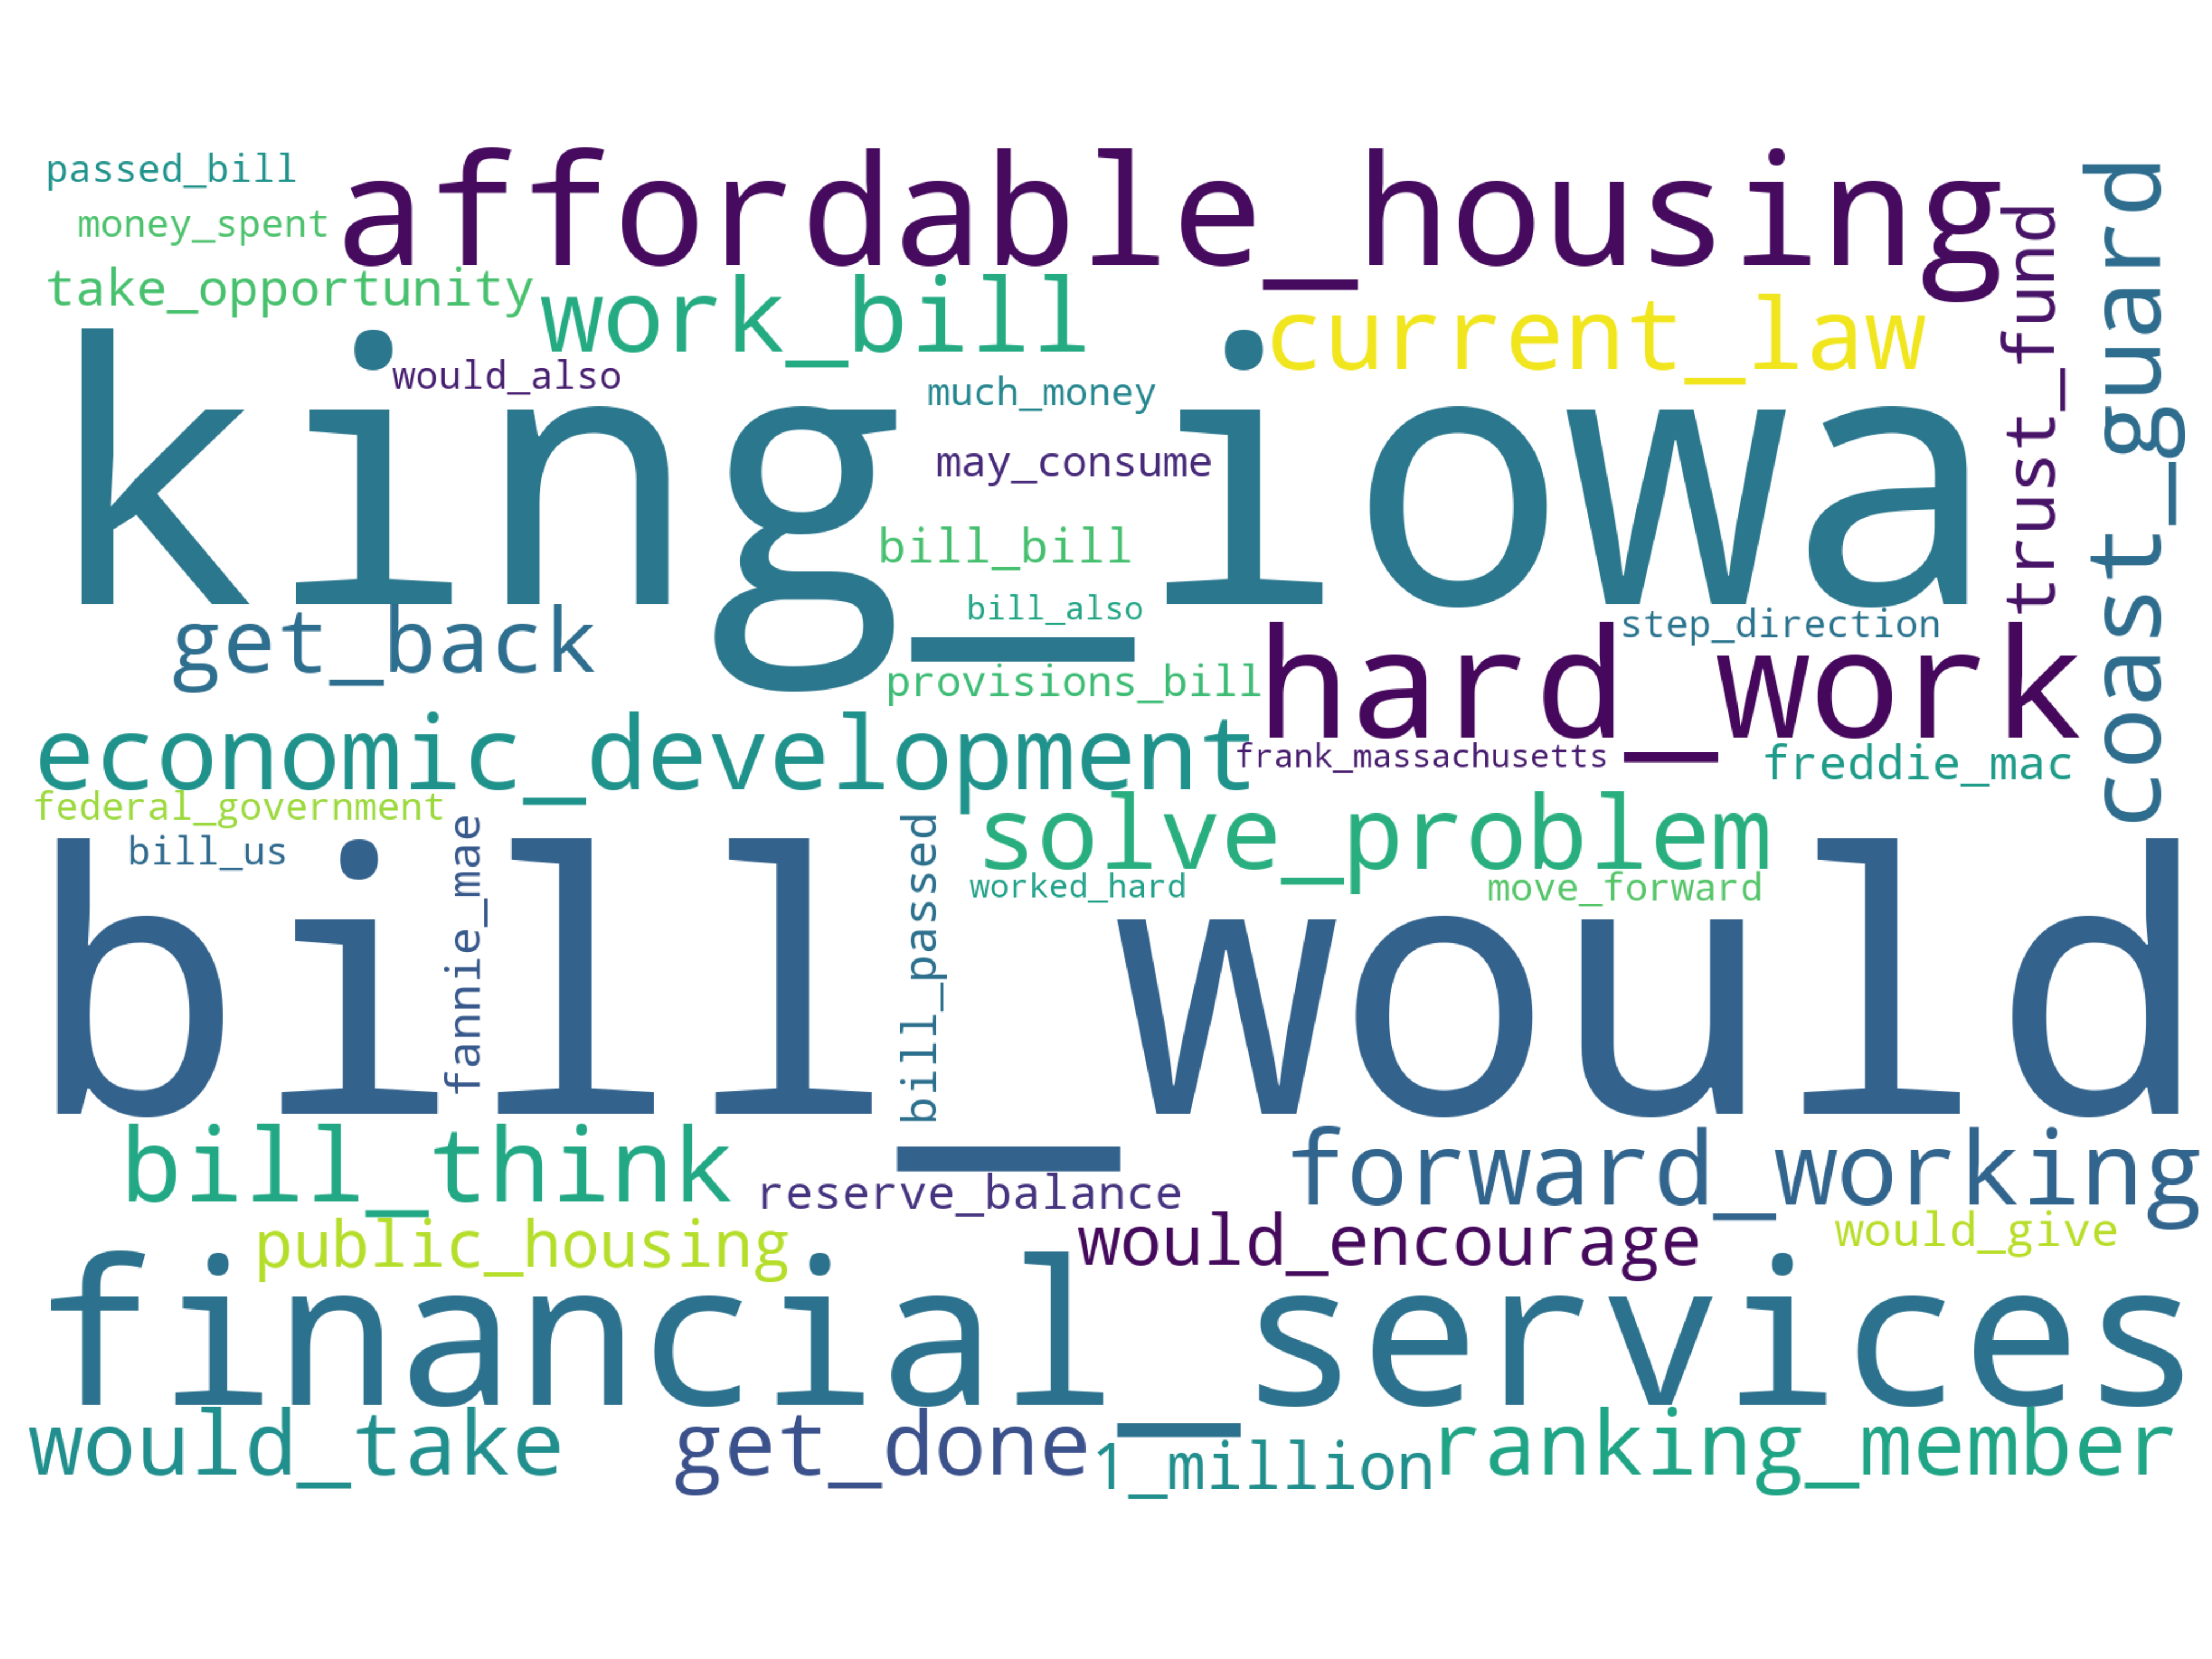 passed_bill
affordable_housing
coast_guard
money_spent
trust_fund
take_opportunity
work_bill
current_law
would_also
much_money
king_iowa
may_consume
bill_bill
bill_also
step_direction
get_back
provisions_bill
hard_work
economic_development
frank_massachusetts
freddie_mac
federal_government
solve_problem
bill_us
fannie_mae
bill_passed
worked_hard
move_forward
bill_would
bill_think
forward_working
reserve_balance
public_housing
would_encourage
would_give
financial_services
would_take
get_done
1_million
ranking_member